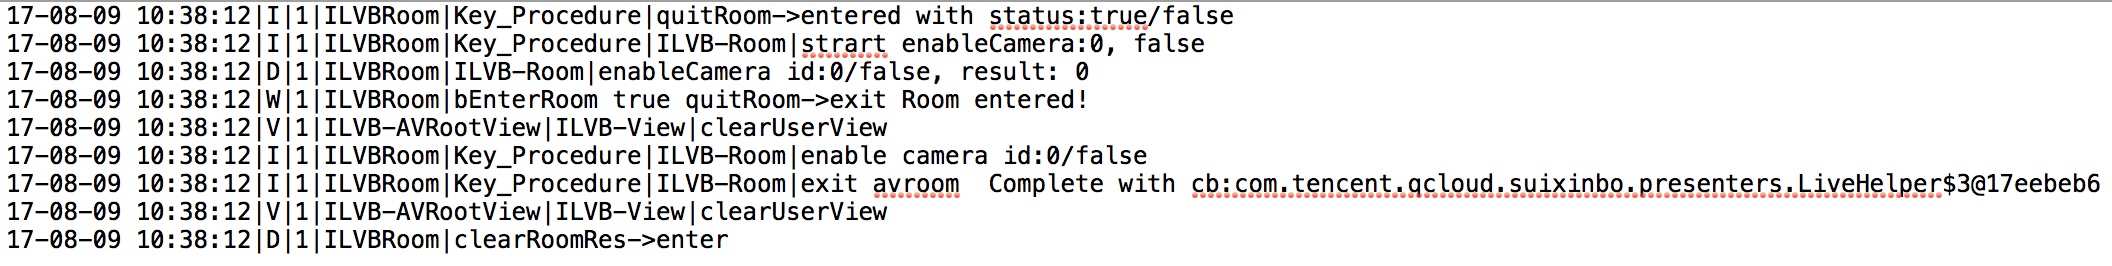 17-08-09 10:38:12|I|1|ILVBRoom|Key_Procedure|quitRoom->entered with status:true/false
17-08-09 10:38:12|I|1|ILVBRoom|Key_Procedure|ILVB-Room|strart enableCamera:0, false
17-08-09 10:38:12|D|1|ILVBRoom|ILVB-Room|enableCamera id:0/false, result: 0
17-08-09 10:38:12|W|1|ILVBRoom|bEnterRoom true quitRoom->exit Room entered!
17-08-09 10:38:12|V|1|ILVB-AVRootView|ILVB-View|clearUserView
17-08-09 10:38:12|I|1|ILVBRoom|Key_Procedure|ILVB-Room|enable camera id:0/false
17-08-09 10:38:12|I|1|ILVBRoom|Key_Procedure|ILVB-Room|exit avroom  Complete with cb:com.tencent.qcloud.suixinbo.presenters.LiveHelper$3@17eebeb6
17-08-09 10:38:12|V|1|ILVB-AVRootView|ILVB-View|clearUserView
17-08-09 10:38:12|D|1|ILVBRoom|clearRoomRes->enter